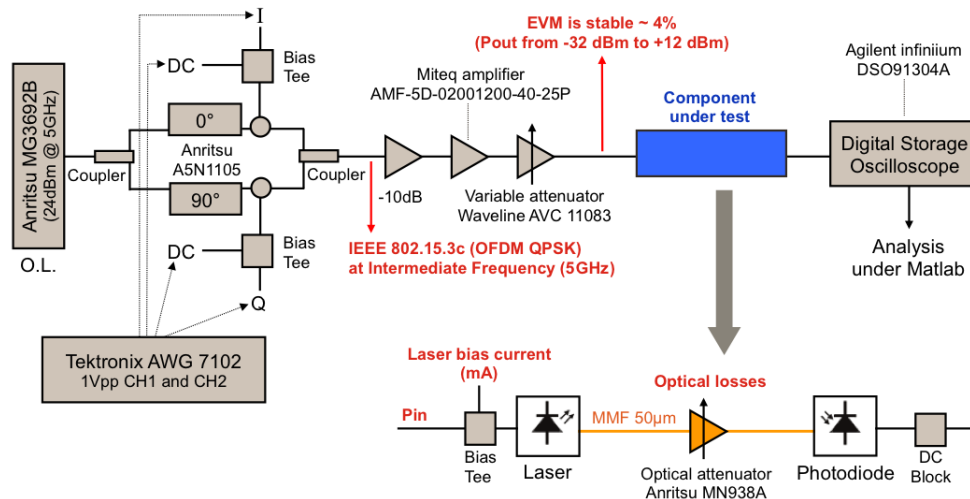 EVM is stable ~ 4%
(Pout from -32 dBm to +12 dBm)
I
Bias
Tee
DC
Miteq amplifier
AMF-5D-02001200-40-25P
Agilent infiniium
DSO91304A
Anritsu MG3692B
(24dBm @ 5GHz)
O.L.
Coupler
0°
Anritsu
A5N1105
90°
Coupler
-10dB
Variable attenuator
Waveline AVC 11083
Component
under test
Digital Storage
Oscilloscope
DC
Bias
Tee
Q
IEEE 802.15.3c (OFDM QPSK)
at Intermediate Frequency (5GHz)
Analysis
under Matlab
Tektronix AWG 7102
1Vpp CH1 and CH2
Laser bias current
(mA)
Optical losses
Pin
MMF 50µm
Bias
Tee
Laser
Optical attenuator
Anritsu MN938A
Photodiode
DC
Block